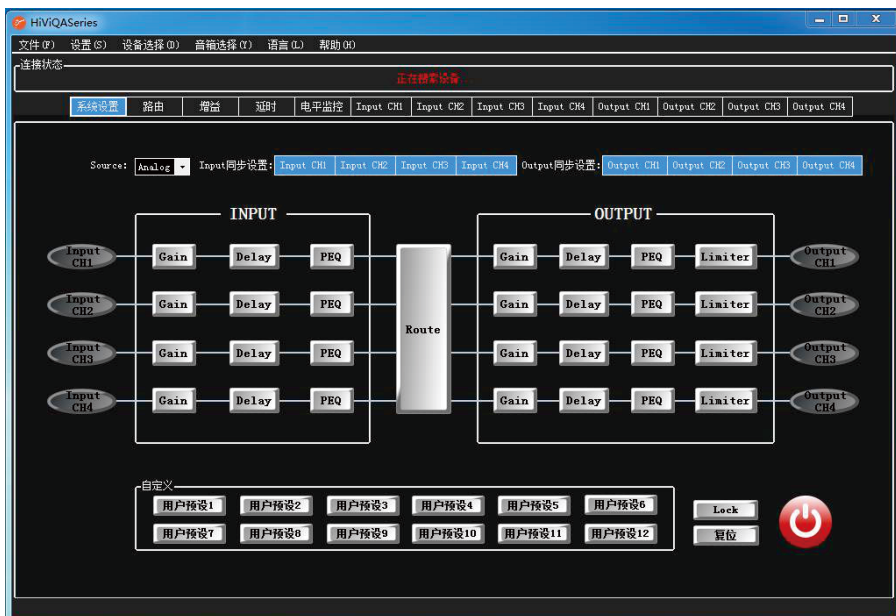 HiViQASeries
文件(F) 设置(S) 设备选择(D) 音箱选择(Y) 语言(L) 帮助(H)
连接状态
正在搜索设备...
系统设置 路由 增益 延时 电平监控 Input CH1 Input CH2 Input CH3 Input CH4 Output CH1 Output CH2 Output CH3 Output CH4
Source: Analog Input同步设置: Input CH1 Input CH2 Input CH3 Input CH4 Output同步设置: Output CH1 Output CH2 Output CH3 Output CH4
INPUT OUTPUT
Input CH1 Gain Delay PEQ Gain Delay PEQ Limiter Output CH1
Input CH2 Gain Delay PEQ Gain Delay PEQ Limiter Output CH2
Route
Input CH3 Gain Delay PEQ Gain Delay PEQ Limiter Output CH3
Input CH4 Gain Delay PEQ Gain Delay PEQ Limiter Output CH4
自定义
用户预设1 用户预设2 用户预设3 用户预设4 用户预设5 用户预设6 Lock
用户预设7 用户预设8 用户预设9 用户预设10 用户预设11 用户预设12 复位